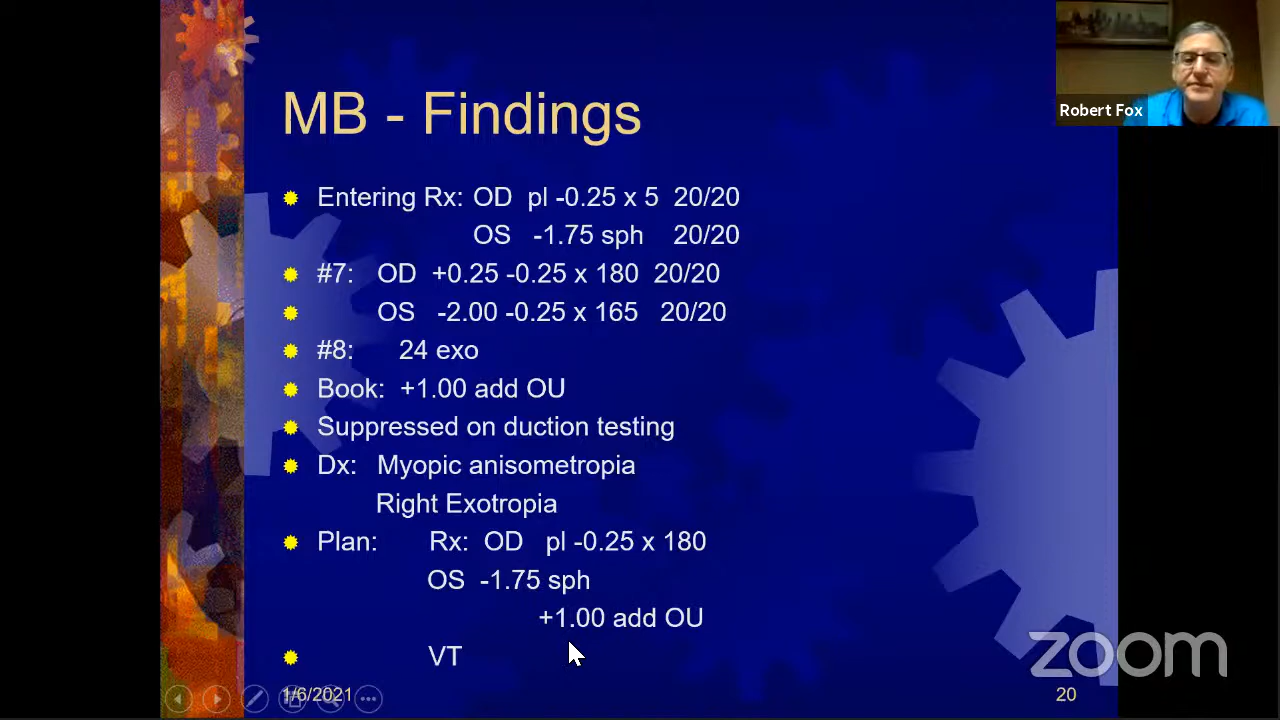 MB - Findings
Robert Fox
Entering Rx: OD pl -0.25 x 5 20/20
OS -1.75 sph 20/20
#7: OD +0.25 -0.25 x 180 20/20
OS -2.00 -0.25 x 165 20/20
#8: 24 exo
Book: +1.00 add OU
Suppressed on duction testing
Dx: Myopic anisometropia
Right Exotropia
Plan: Rx: OD pl -0.25 x 180
OS -1.75 sph
+1.00 add OU
VT
zoom
1/6/2021
20